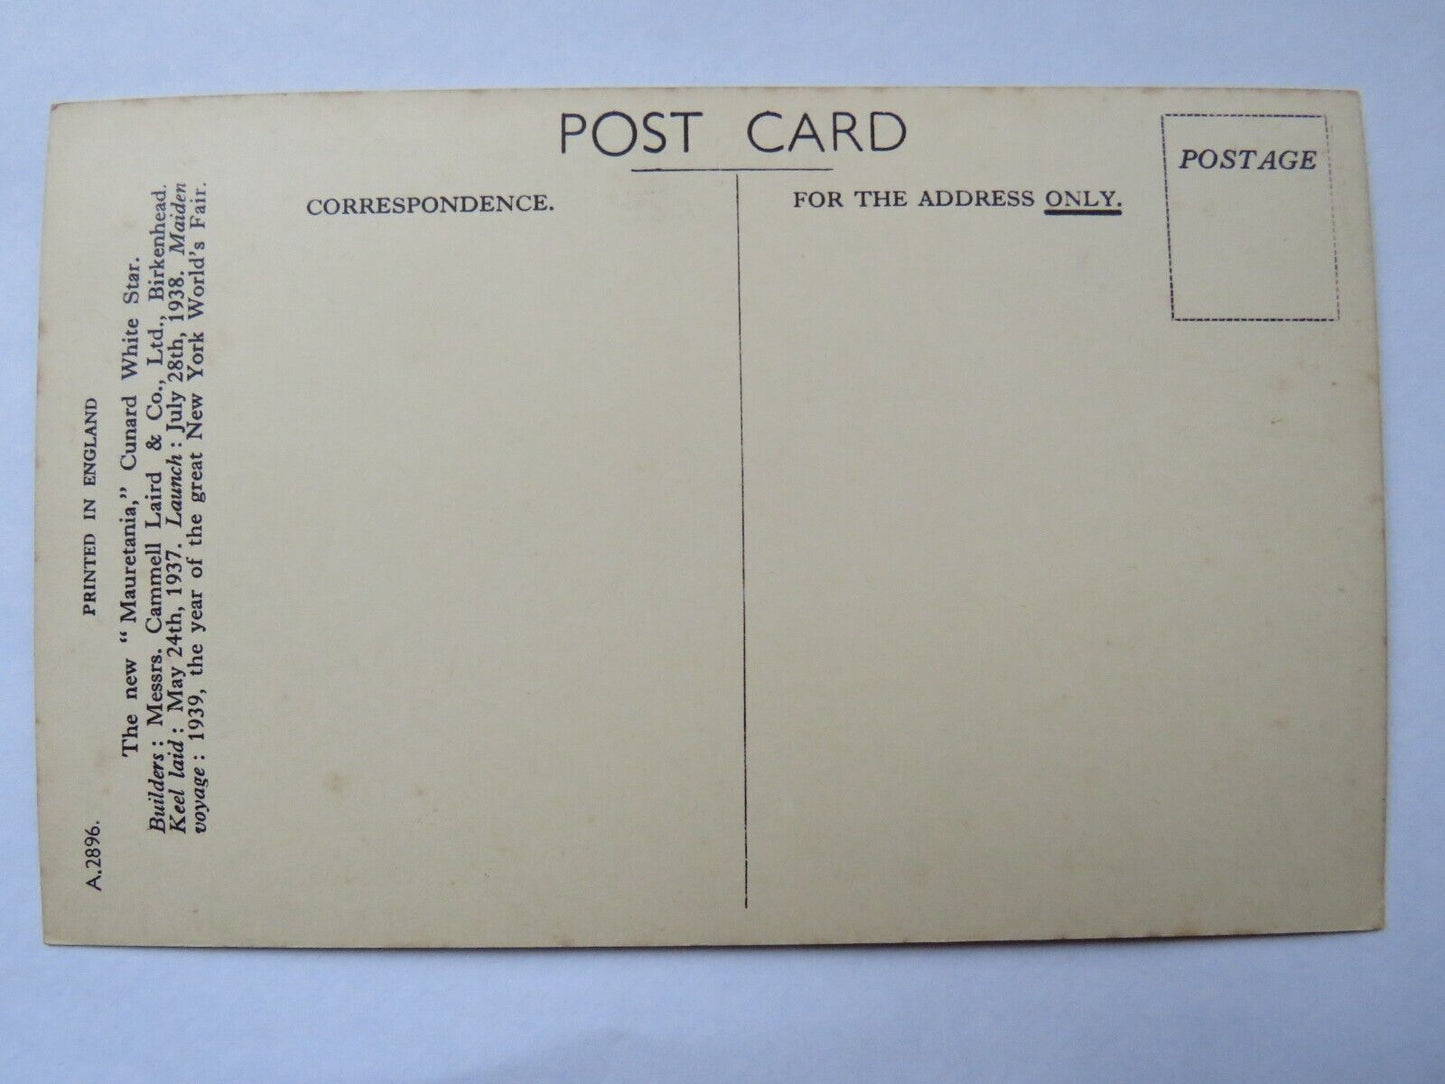 POST CARD
CORRESPONDENCE.
FOR THE ADDRESS ONLY.
POSTAGE
A.2896.
PRINTED IN ENGLAND
The new “Mauretania,” Cunard White Star.
Builders: Messrs. Cammell Laird & Co., Ltd., Birkenhead.
Keel laid: May 24th, 1937. Launch: July 28th, 1938. Maiden
voyage: 1939, the year of the great New York World's Fair.